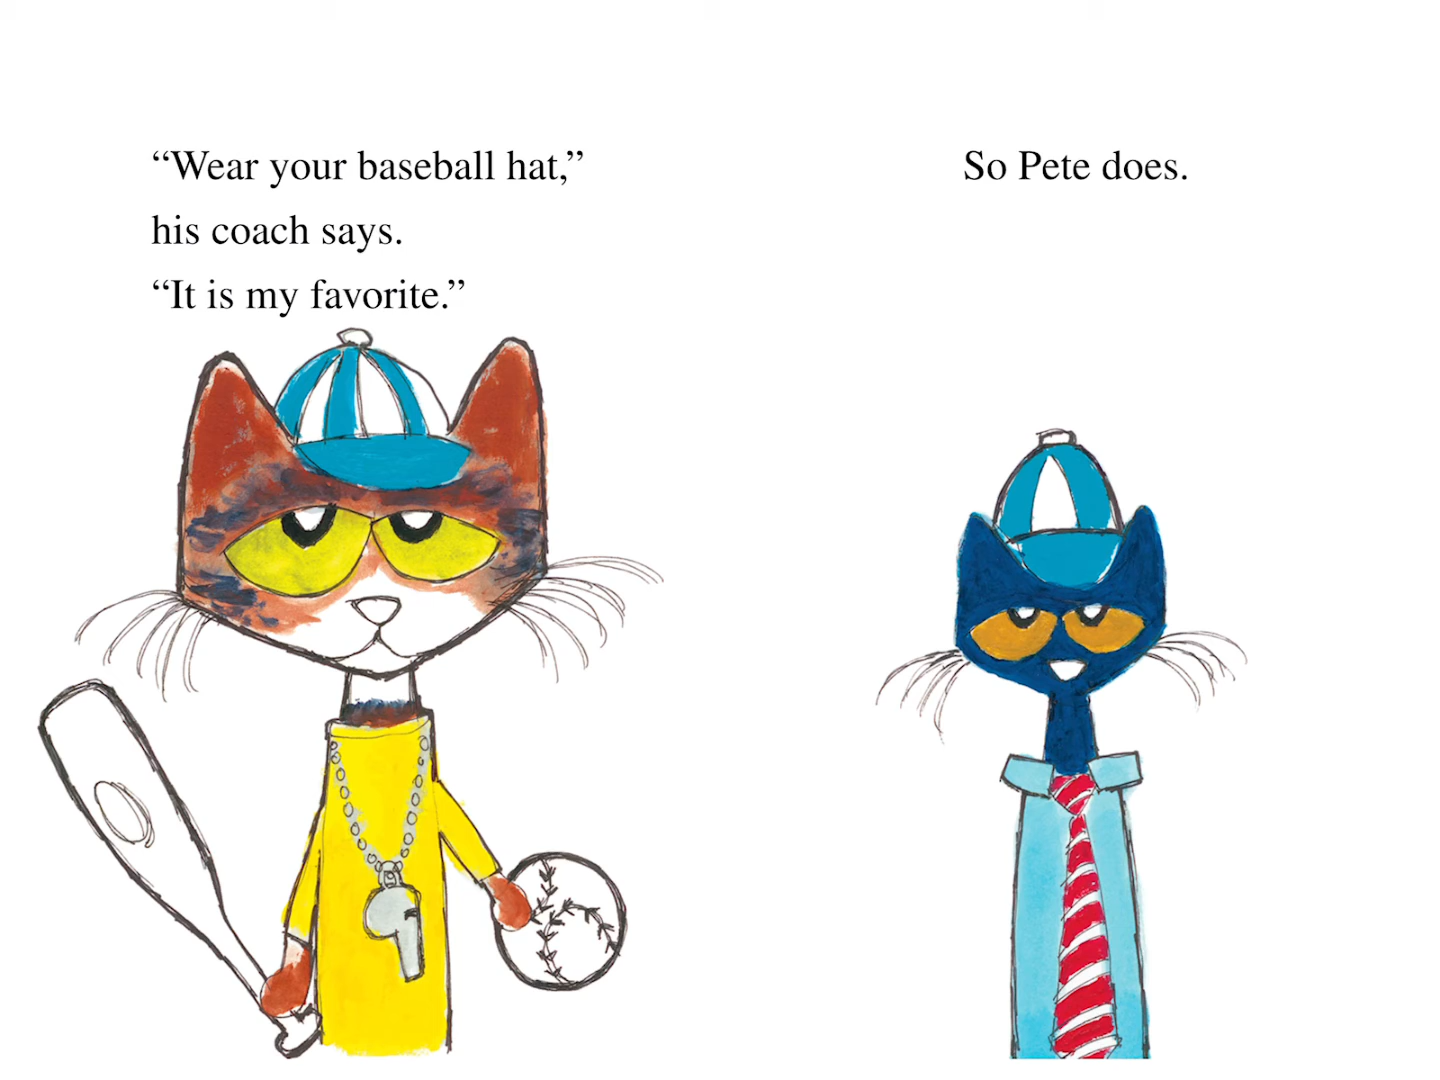 “Wear your baseball hat,”
his coach says.
“It is my favorite.”
So Pete does.